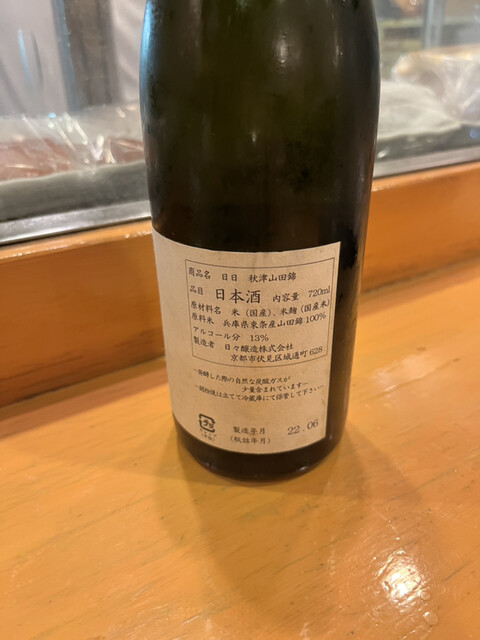 商品名 日日 秋津山田錦
品目 日本酒 内容量 720ml
原材料名 米（国産）、米麹（国産米）
原料米 兵庫県東条産山田錦100%
アルコール分 13%
製造者 日々醸造株式会社
京都市伏見区城通町628
～発酵した際の自然な炭酸ガスが
少量含まれています～
～開栓後は立てて冷蔵庫にて保管して下さい～
製造年月 22.06
(瓶詰年月)